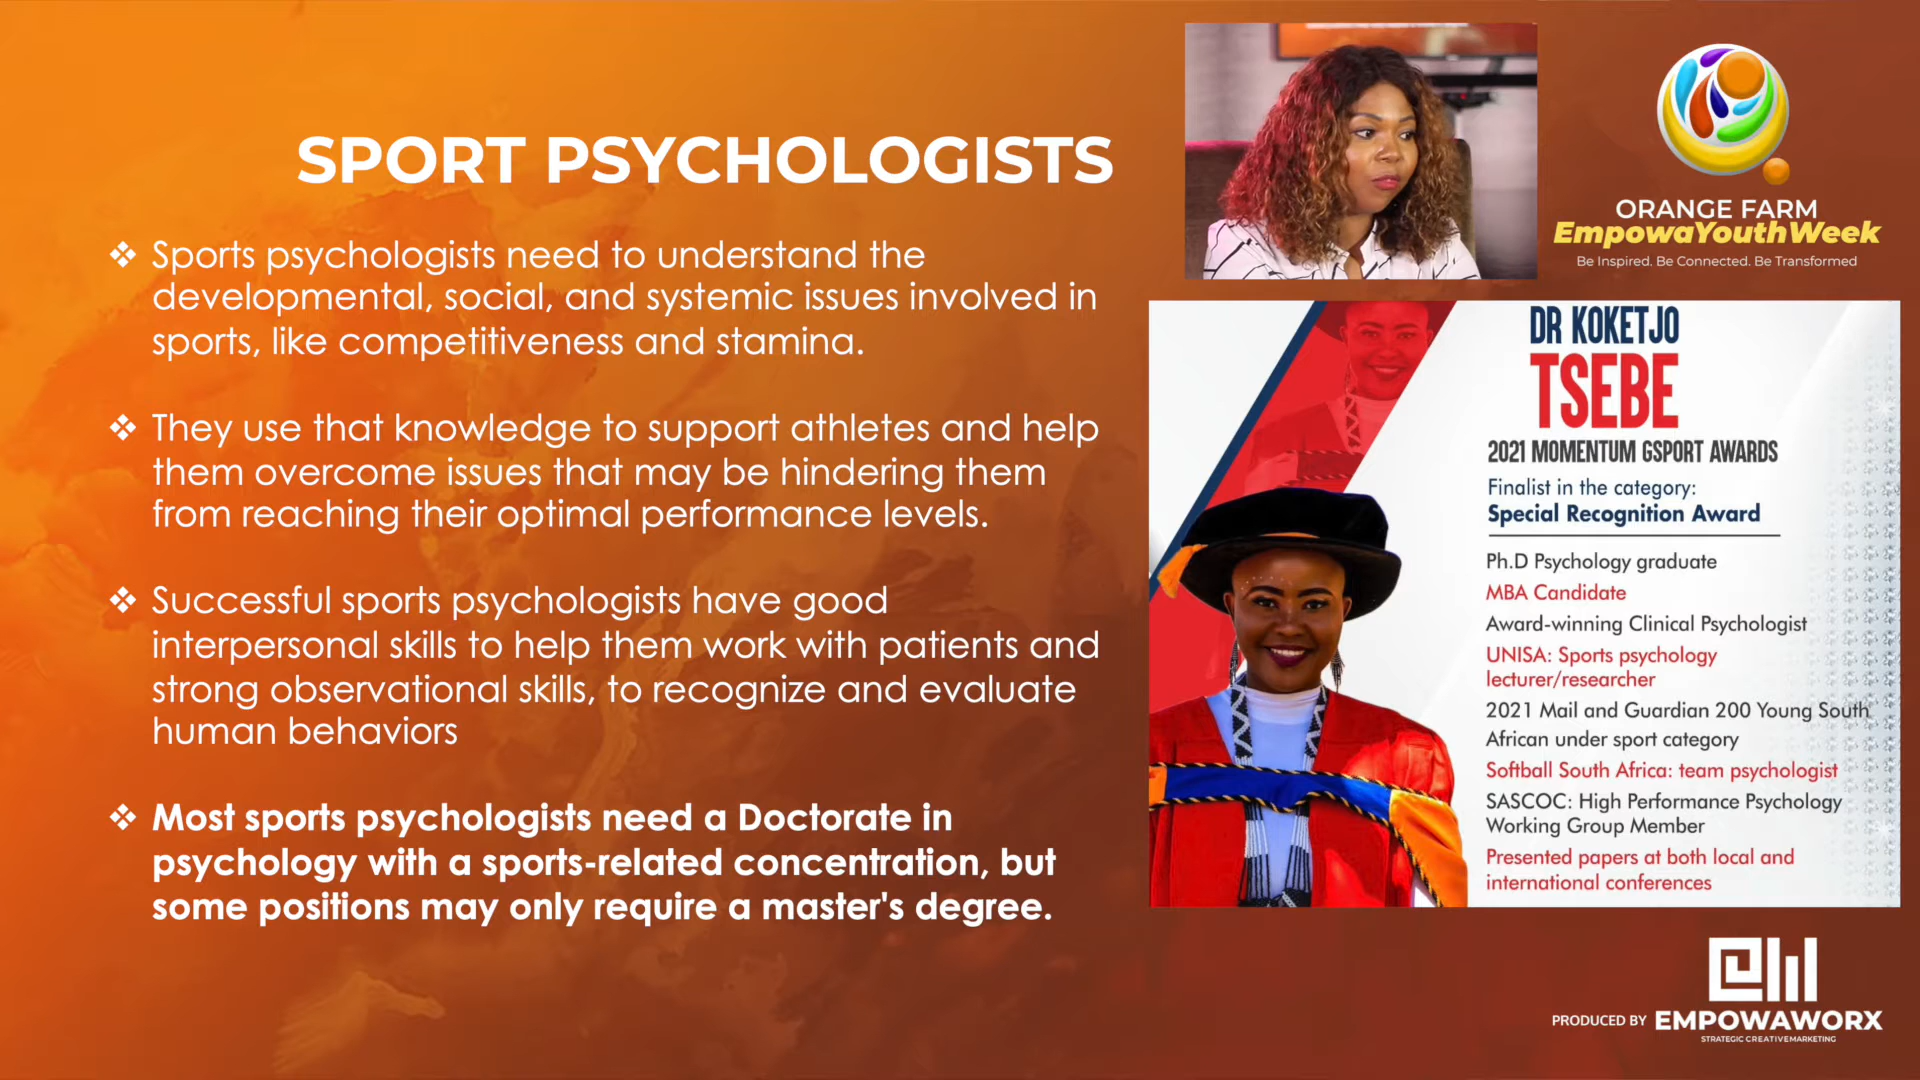 SPORT PSYCHOLOGISTS
❖ Sports psychologists need to understand the
developmental, social, and systemic issues involved in
sports, like competitiveness and stamina.
❖ They use that knowledge to support athletes and help
them overcome issues that may be hindering them
from reaching their optimal performance levels.
❖ Successful sports psychologists have good
interpersonal skills to help them work with patients and
strong observational skills, to recognize and evaluate
human behaviors
❖ Most sports psychologists need a Doctorate in
psychology with a sports-related concentration, but
some positions may only require a master's degree.
ORANGE FARM
EmpowaYouthWeek
Be Inspired. Be Connected. Be Transformed
DR KOKETJO
TSEBE
2021 MOMENTUM GSPORT AWARDS
Finalist in the category:
Special Recognition Award
Ph.D Psychology graduate
MBA Candidate
Award-winning Clinical Psychologist
UNISA: Sports psychology
lecturer/researcher
2021 Mail and Guardian 200 Young South
African under sport category
Softball South Africa: team psychologist
SASCOC: High Performance Psychology
Working Group Member
Presented papers at both local and
international conferences
PRODUCED BY EMPOWAWORX
STRATEGIC CREATIVEMARKETING